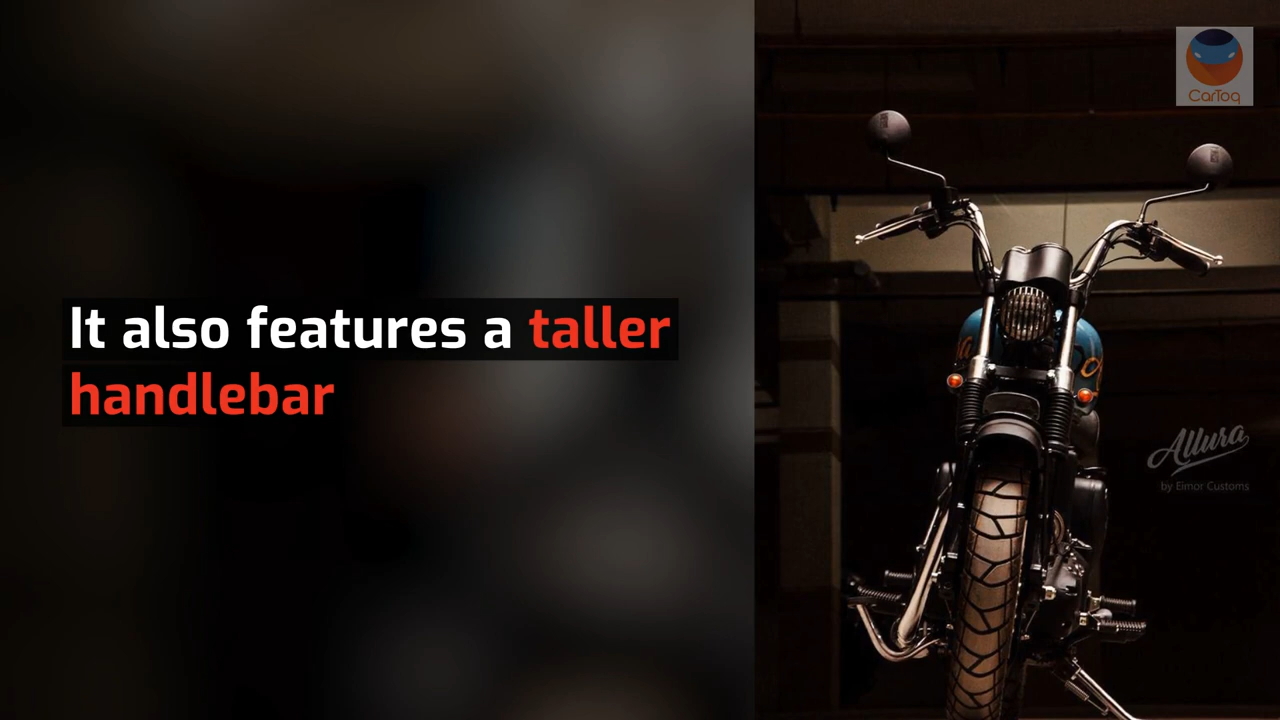 CarToq
It also features a taller
handlebar
Allura
by Eimor Customs